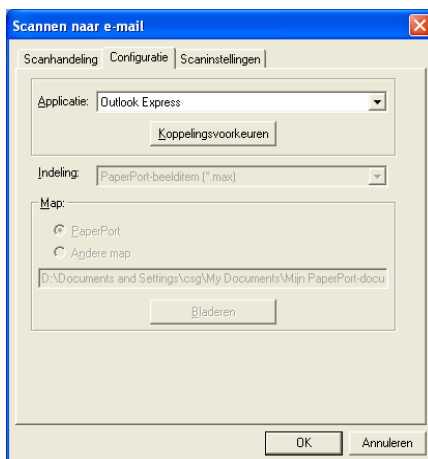 Scannen naar e-mail
Scanhandeling Configuratie Scaninstellingen
Applicatie: Outlook Express
Koppelingsvoorkeuren
Indeling: PaperPort-beelditem (*.max)
Map:
PaperPort
Andere map
D:\Documents and Settings\csg\My Documents\Mijn PaperPort-docu
Bladeren
OK Annuleren